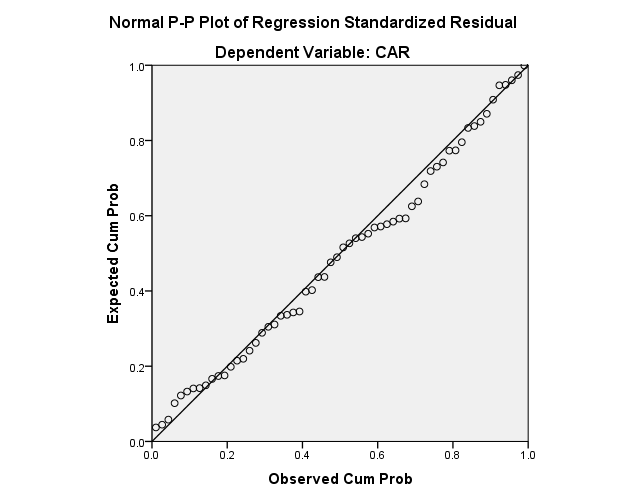 Normal P-P Plot of Regression Standardized Residual
Dependent Variable: CAR
1.0
0.8
0.6
0.4
0.2
0.0
Expected Cum Prob
0.0 0.2 0.4 0.6 0.8 1.0
Observed Cum Prob